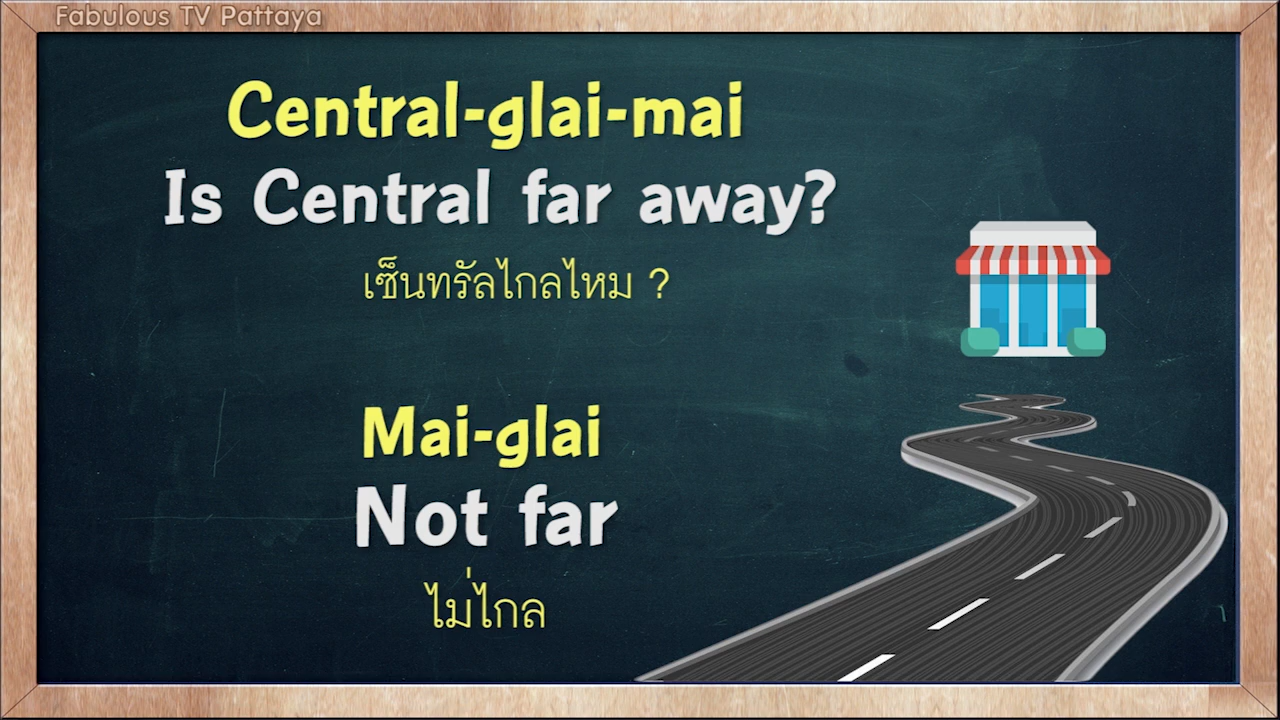 Fabulous TV Pattaya
Central-glai-mai
Is Central far away?
เซ็นทรัลไกลไหม ?
Mai-glai
Not far
ไม่ไกล